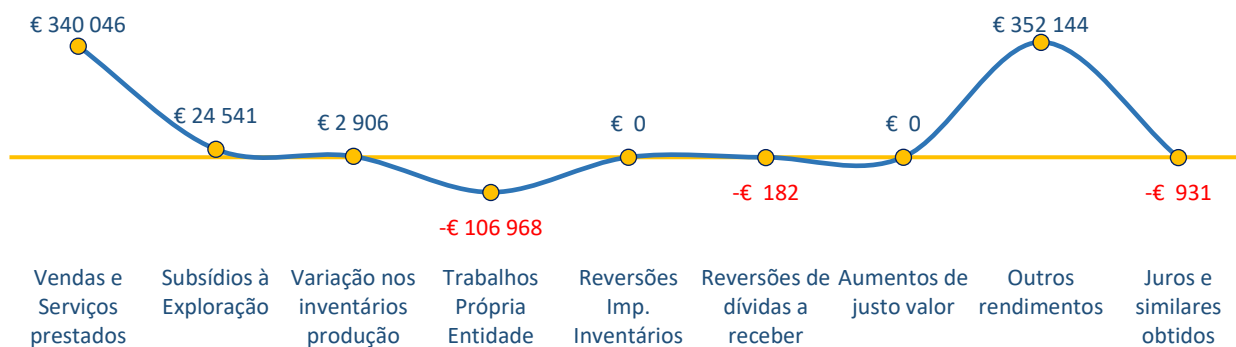 € 340 046
€ 24 541
€ 2 906
-€ 106 968
€ 0
-€ 182
€ 0
€ 352 144
-€ 931
Vendas e
Serviços
prestados
Subsídios à
Exploração
Variação nos
inventários
produção
Trabalhos
Própria
Entidade
Reversões
Imp.
Inventários
Reversões de
dívidas a
receber
Aumentos de
justo valor
Outros
rendimentos
Juros e
similares
obtidos